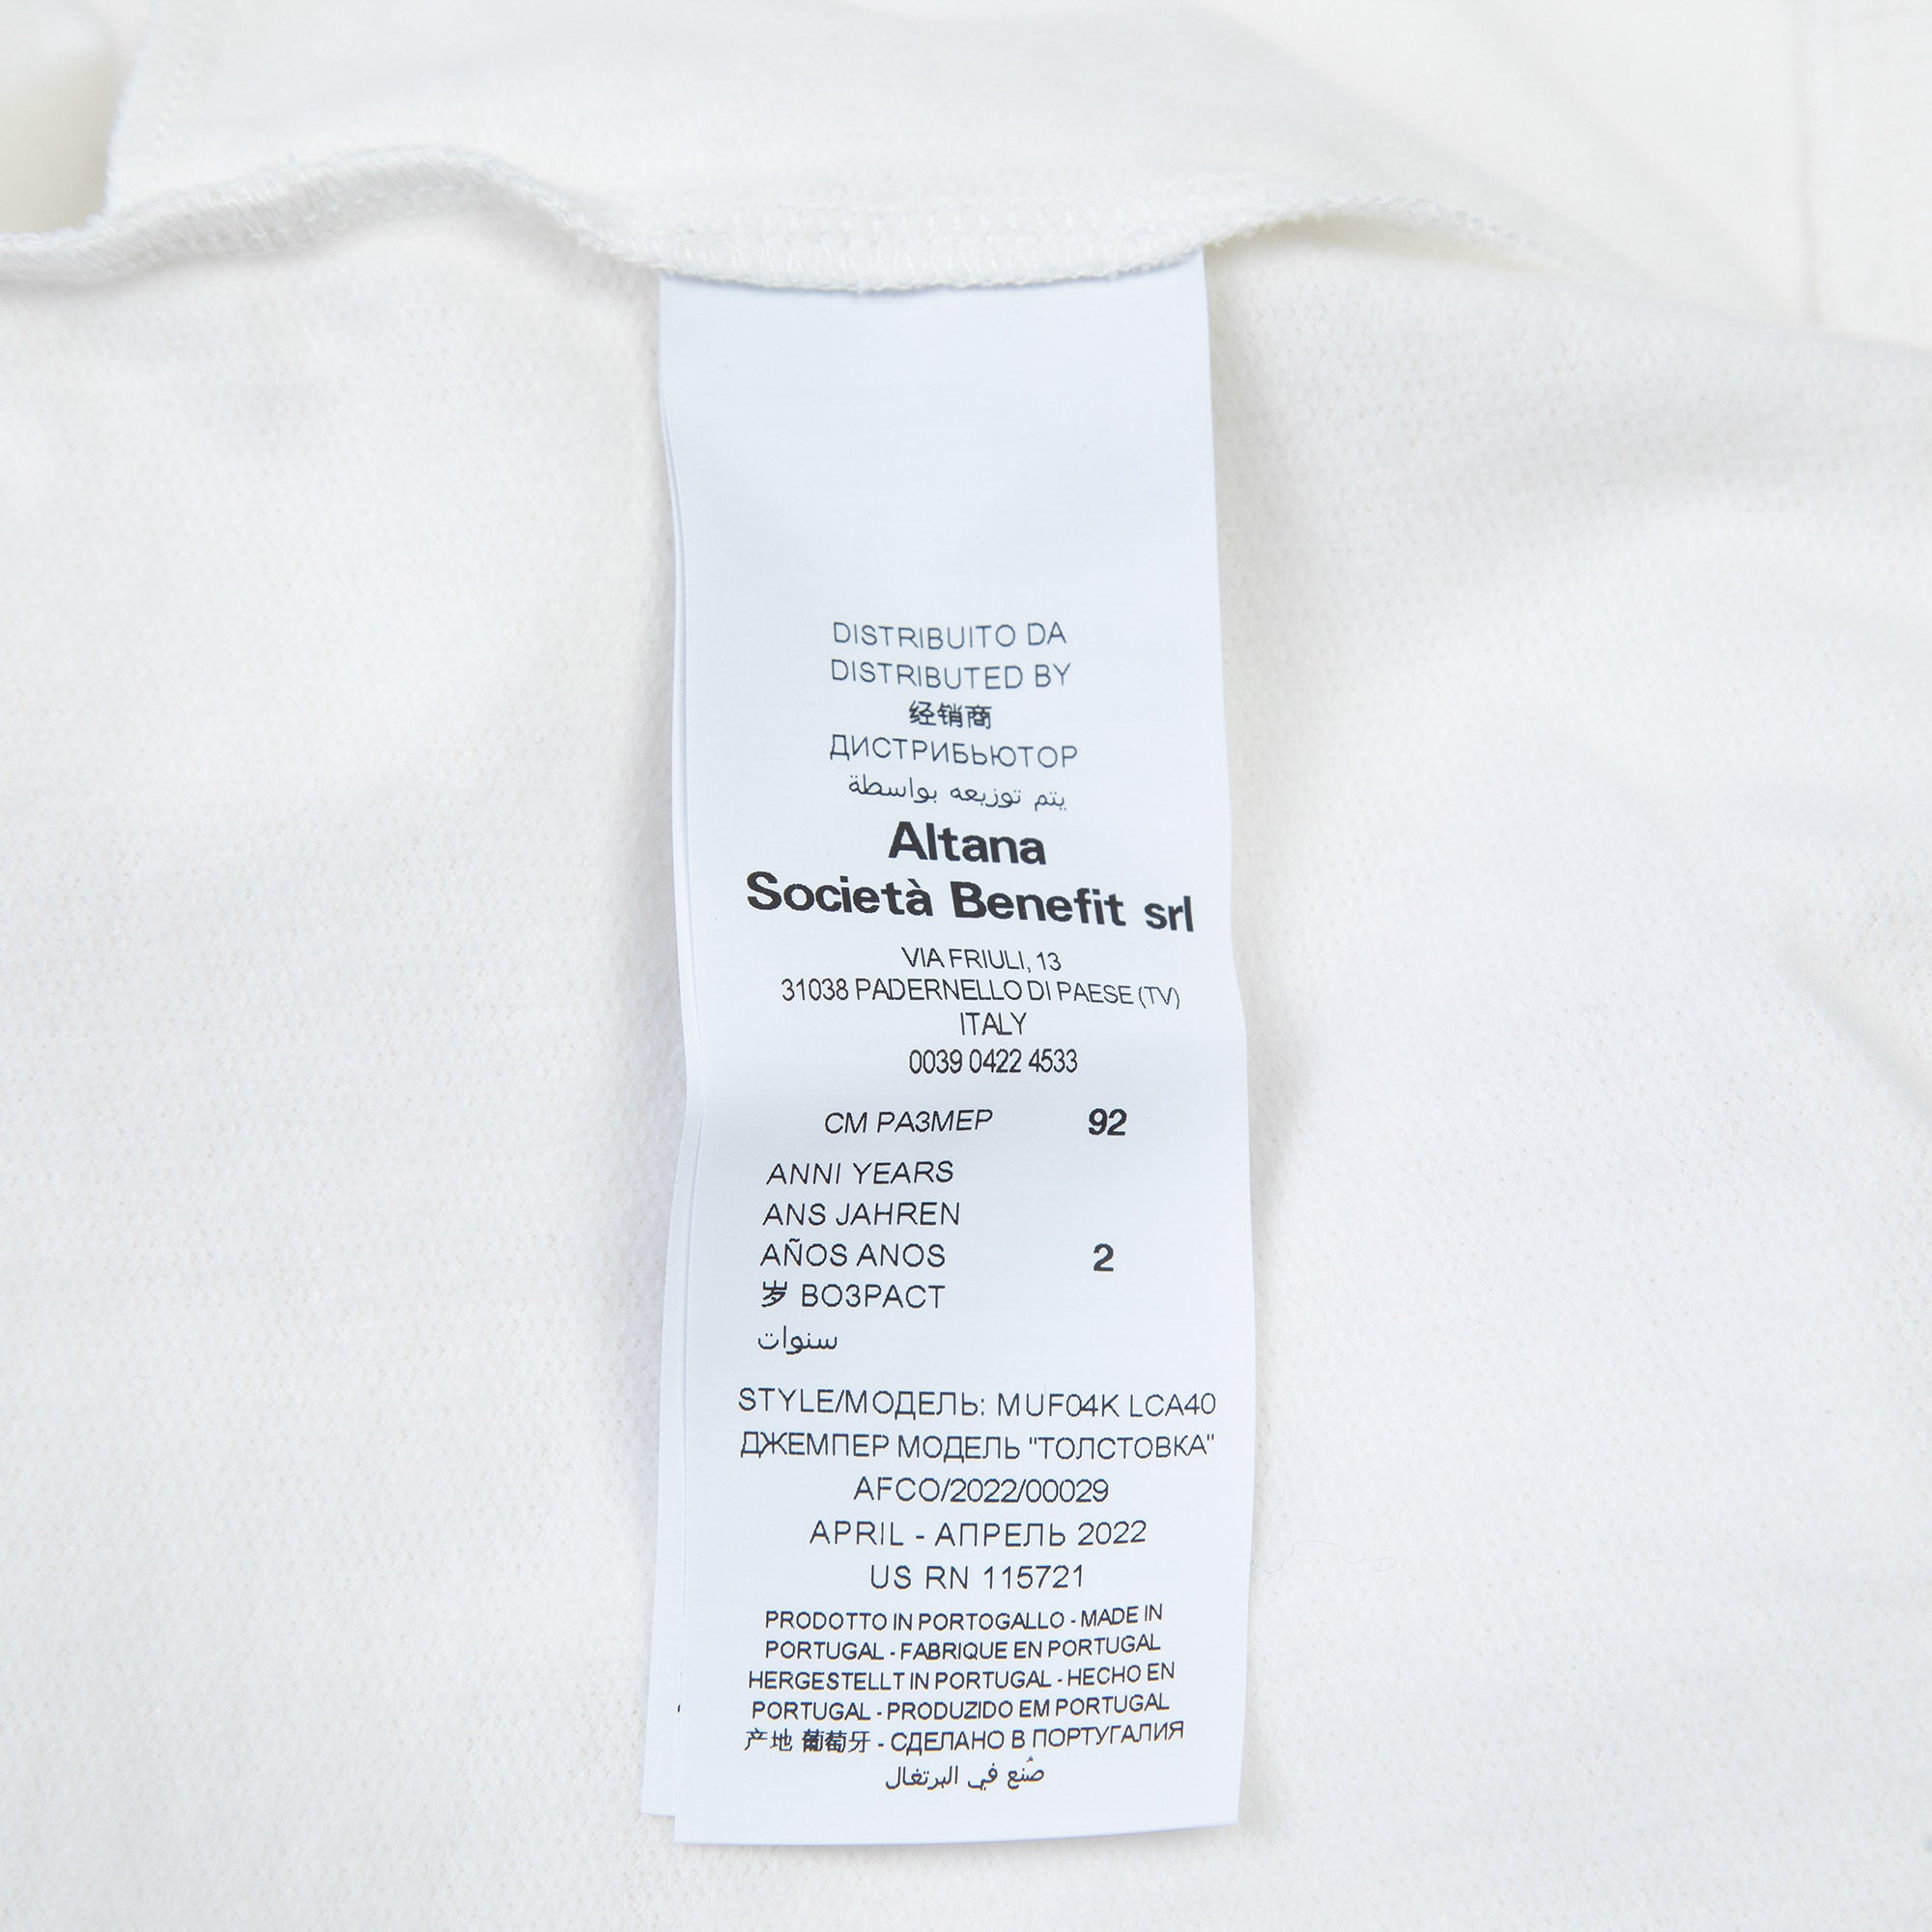 DISTRIBUITO DA
DISTRIBUTED BY
经销商
ДИСТРИБЬЮТОР
يتم توزيعه بواسطة
Altana
Società Benefit srl
VIA FRIULI, 13
31038 PADERNELLO DI PAESE (TV)
ITALY
0039 0422 4533
СМ РАЗМЕР 92
ANNI YEARS
ANS JAHREN
AÑOS ANOS 2
岁 ВОЗРАСТ
سنوات
STYLE/МОДЕЛЬ: MUF04K LCA40
ДЖЕМПЕР МОДЕЛЬ "ТОЛСТОВКА"
AFCO/2022/00029
APRIL - АПРЕЛЬ 2022
US RN 115721
PRODOTTO IN PORTOGALLO - MADE IN
PORTUGAL - FABRIQUE EN PORTUGAL
HERGESTELLT IN PORTUGAL - HECHO EN
PORTUGAL - PRODUZIDO EM PORTUGAL
产地 葡萄牙 - СДЕЛАНО В ПОРТУГАЛИЯ
صُنع في البرتغال